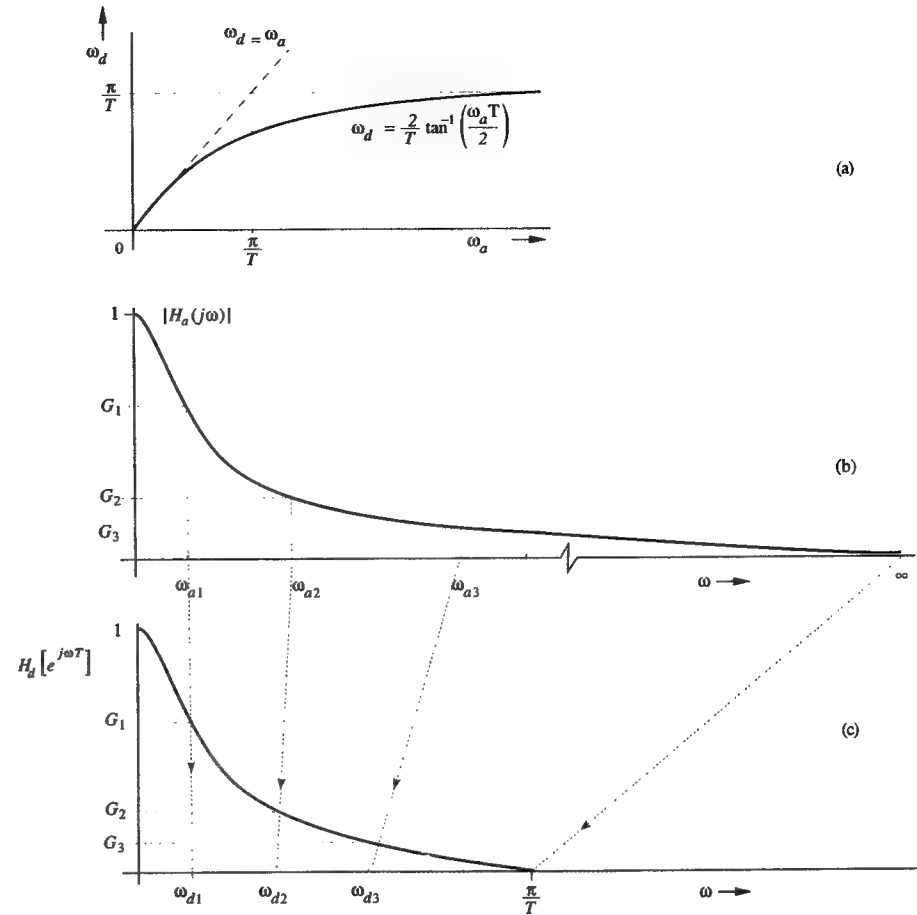 ω_d
ω_d = ω_a
π/T
ω_d = 2/T tan⁻¹(ω_a T/2)
(a)
0
π/T
ω_a
1
|H_a(jω)|
G_1
(b)
G_2
G_3
ω_a1
ω_a2
ω_a3
ω
∞
1
H_d[e^jωT]
G_1
(c)
G_2
G_3
ω_d1
ω_d2
ω_d3
π/T
ω